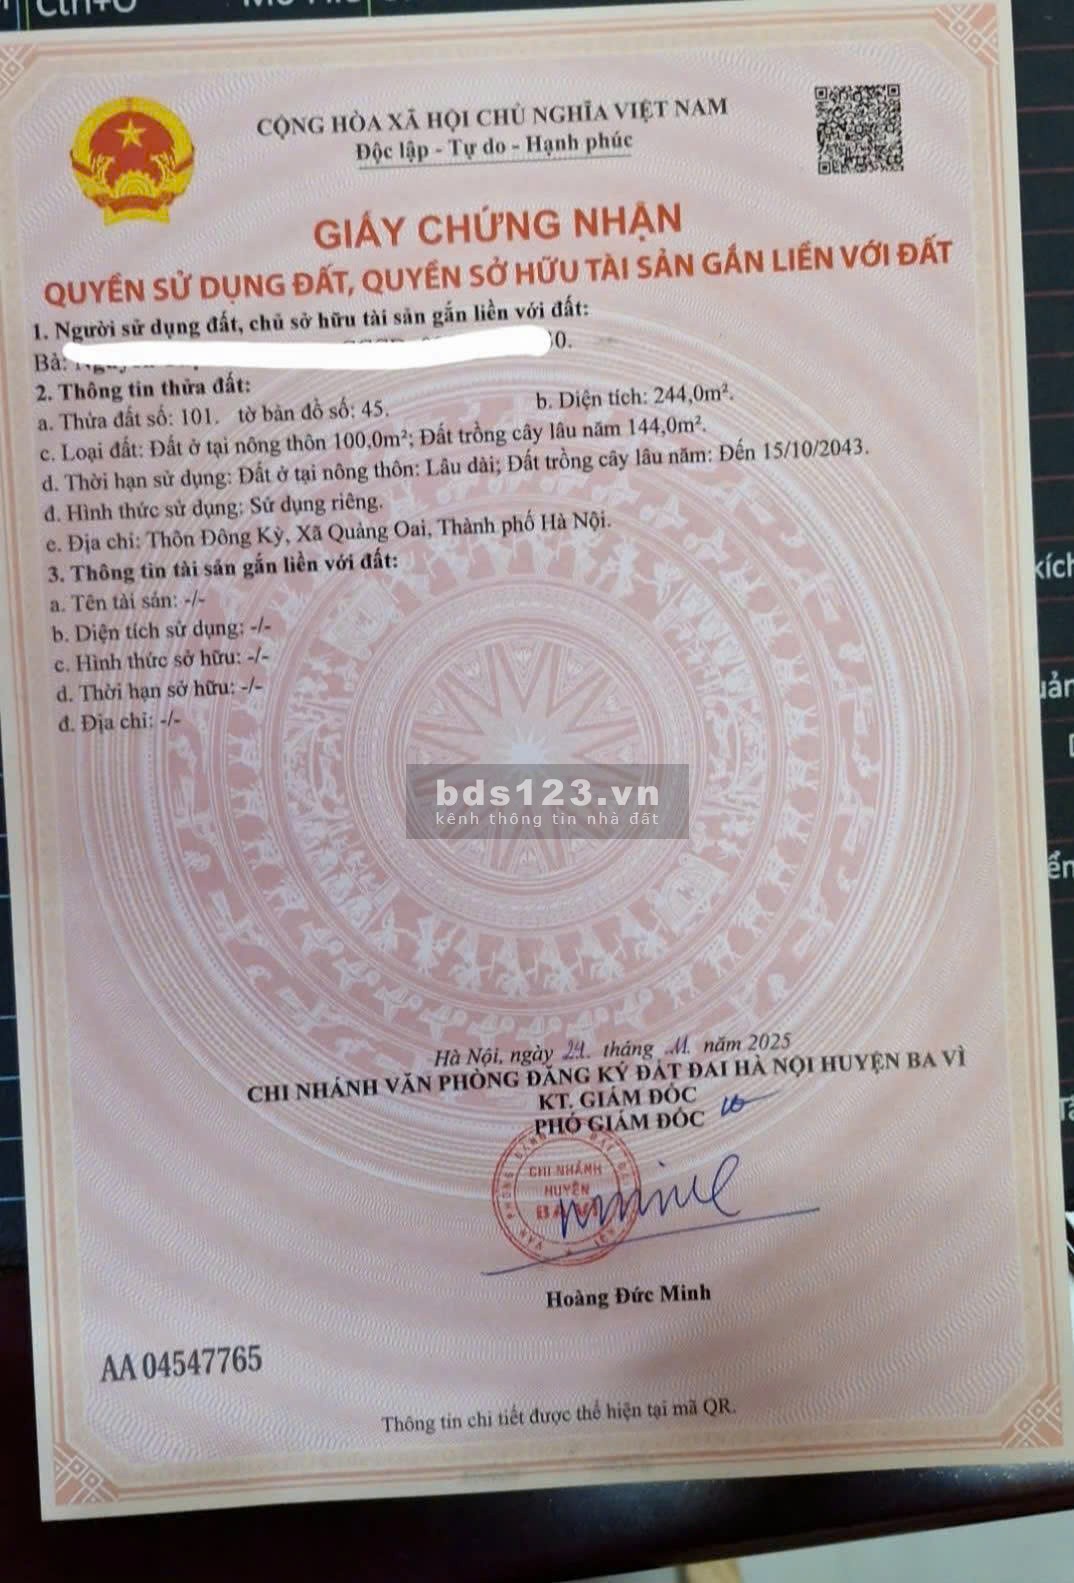 Ctrl+O
CỘNG HÒA XÃ HỘI CHỦ NGHĨA VIỆT NAM
Độc lập - Tự do - Hạnh phúc
GIẤY CHỨNG NHẬN
QUYỀN SỬ DỤNG ĐẤT, QUYỀN SỞ HỮU TÀI SẢN GẮN LIỀN VỚI ĐẤT
1. Người sử dụng đất, chủ sở hữu tài sản gắn liền với đất:
Bà:
2. Thông tin thửa đất:
a. Thửa đất số: 101. tờ bản đồ số: 45. b. Diện tích: 244,0m².
c. Loại đất: Đất ở tại nông thôn 100,0m²; Đất trồng cây lâu năm 144,0m².
d. Thời hạn sử dụng: Đất ở tại nông thôn: Lâu dài; Đất trồng cây lâu năm: Đến 15/10/2043.
đ. Hình thức sử dụng: Sử dụng riêng.
e. Địa chỉ: Thôn Đông Kỳ, Xã Quảng Oai, Thành phố Hà Nội.
3. Thông tin tài sản gắn liền với đất:
a. Tên tài sản: -/-
b. Diện tích sử dụng: -/-
c. Hình thức sở hữu: -/-
d. Thời hạn sở hữu: -/-
đ. Địa chỉ: -/-
bds123.vn
kênh thông tin nhà đất
Hà Nội, ngày 24. tháng .11. năm 2025
CHI NHÁNH VĂN PHÒNG ĐĂNG KÝ ĐẤT ĐAI HÀ NỘI HUYỆN BA VÌ
KT. GIÁM ĐỐC
PHÓ GIÁM ĐỐC
CHI NHÁNH
HUYỆN
BA VÌ
Hoàng Đức Minh
AA 04547765
Thông tin chi tiết được thể hiện tại mã QR.